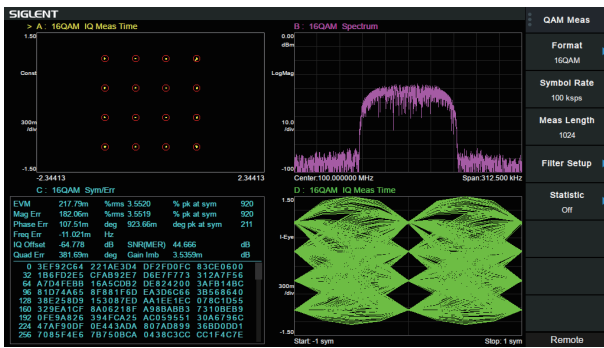 SIGLENT
> A : 16QAM IQ Meas Time
1.50
Const
300m
/div
-1.50
-2.34413 2.34413
B : 16QAM Spectrum
0.00
dBm
LogMag
10.0
/div
-100
Center:100.000000 MHz Span:312.500 kHz
C : 16QAM Sym/Err
EVM 217.79m %rms 3.5520 % pk at sym 920
Mag Err 182.06m %rms 3.5519 % pk at sym 920
Phase Err 107.51m deg 923.66m deg pk at sym 211
Freq Err -11.021m Hz
IQ Offset -64.778 dB SNR(MER) 44.666 dB
Quad Err 381.69m deg Gain Imb 3.5359m dB
0 3EF92C64 221AE3D4 DF2FD0FC 83CE0600
32 1B6FD2E5 CFAB92E7 D6E7F773 312A7F56
64 A7D4FEBB 16A5CDB2 DE824200 3AFB14BC
96 81D74A65 8F881F6D EA3D6C66 3B568640
128 38E258D9 153087ED AA1EE1EC 078C1D55
160 329EA1CF 8A06218F A98BABB3 7310BEB9
192 0FE9A826 394FCA25 AC059551 30A6796C
224 47AF90DF 0E443ADA 807AD899 36BD0DD1
256 7085F4E6 7B750BCA 0438C3CC CC1F4C7E
D : 16QAM IQ Meas Time
1.50
I-Eye
300m
/div
-1.50
Start: -1 sym Stop: 1 sym
QAM Meas
Format
16QAM
Symbol Rate
100 ksps
Meas Length
1024
Filter Setup
Statistic
Off
Remote